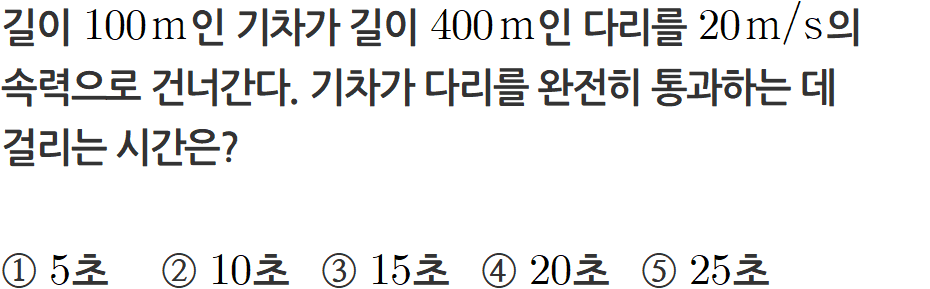 길이 100 m인 기차가 길이 400 m인 다리를 20 m/s의
속력으로 건너간다. 기차가 다리를 완전히 통과하는 데
걸리는 시간은?
① 5초 ② 10초 ③ 15초 ④ 20초 ⑤ 25초